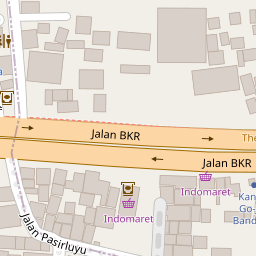 Jalan BKR
The
Jalan BKR
Indomaret
Kan
Go-
Band
Indomaret
Jalan Pasirluyu